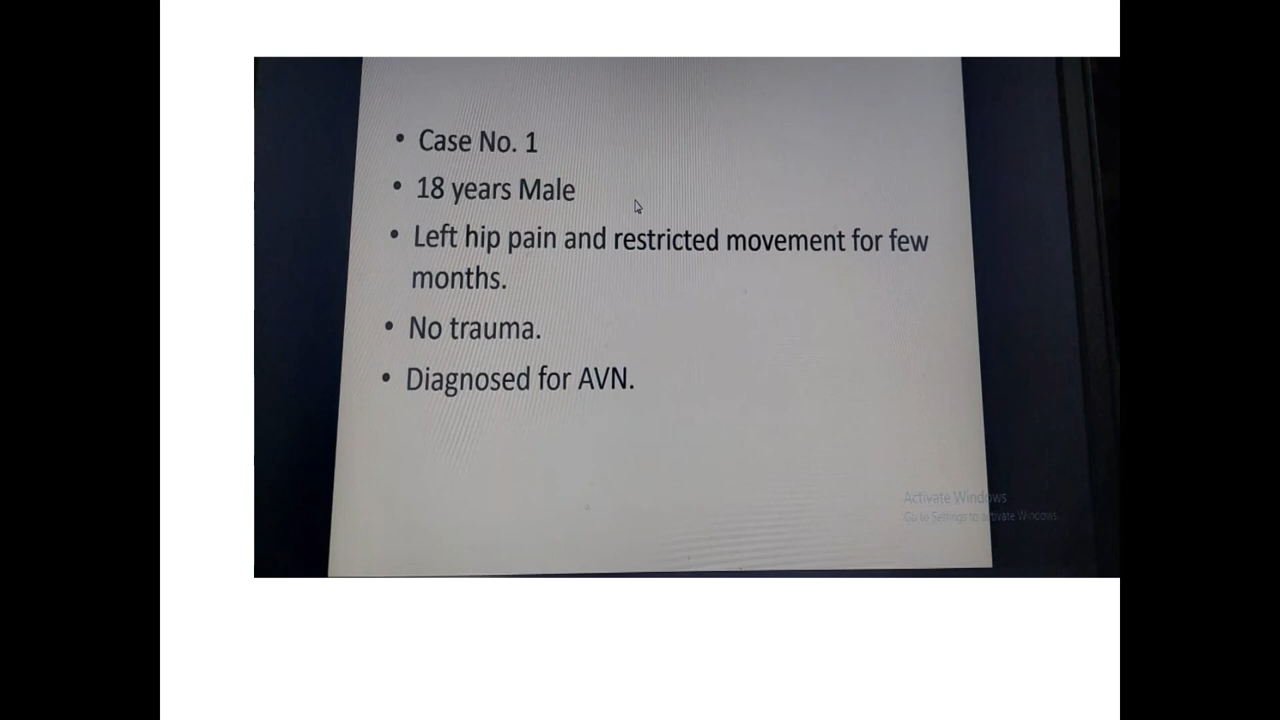 • Case No. 1
• 18 years Male
• Left hip pain and restricted movement for few
months.
• No trauma.
• Diagnosed for AVN.
Activate Windows
Go to Settings to activate Windows.